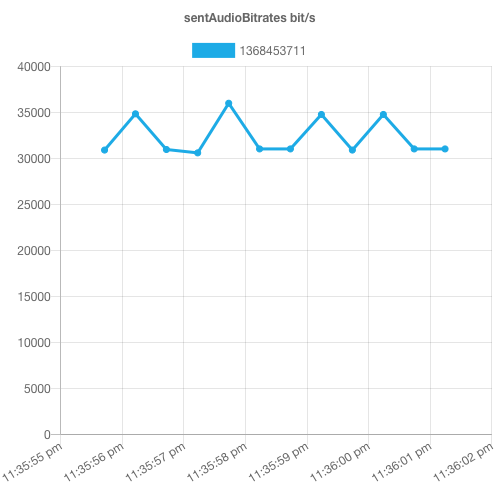 sentAudioBitrates bit/s
1368453711
40000
35000
30000
25000
20000
15000
10000
5000
0
11:35:55 pm
11:35:56 pm
11:35:57 pm
11:35:58 pm
11:35:59 pm
11:36:00 pm
11:36:01 pm
11:36:02 pm